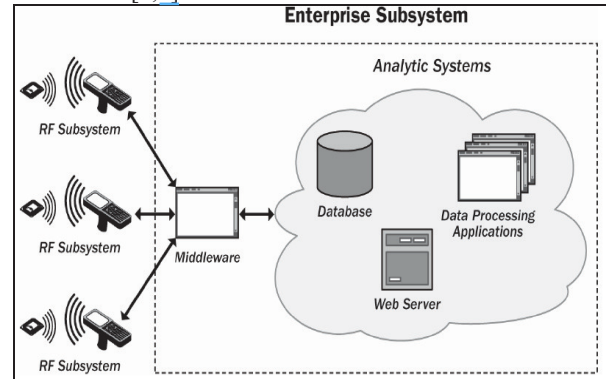 Enterprise Subsystem
Analytic Systems
RF Subsystem
RF Subsystem
RF Subsystem
Middleware
Database
Data Processing
Applications
Web Server